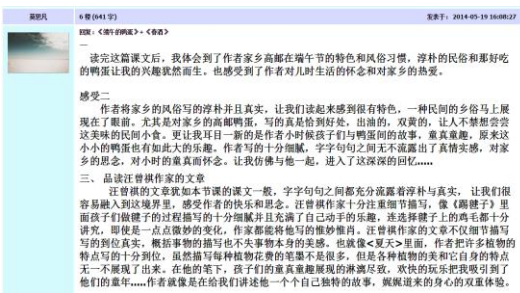 莫思凡
6 楼 (641 字)
发表于： 2014-05-19 16:08:27
回复：《端午的鸭蛋》+《春酒》
一
读完这篇课文后，我体会到了作者家乡高邮在端午节的特色和风俗习惯，淳朴的民俗和那好吃
的鸭蛋让我的兴趣犹然而生。也感受到了作者对儿时生活的怀念和对家乡的热爱。
感受二
作者将家乡的风俗写的淳朴并且真实，让我们读起来感到很有特色，一种民间的乡俗马上展
现在了眼前。尤其是对家乡的高邮鸭蛋，写的真是恰到好处，出油的，双黄的，让人不禁想尝尝
这美味的民间小食。更让我耳目一新的是作者小时候孩子们与鸭蛋间的故事，童真童趣，原来这
小小的鸭蛋也有如此大的乐趣。作者写的十分细腻，字字句句之间无不流露出了真情实感，对家
乡的思念，对小时的童真而怀念。让我仿佛与他一起，进入了这深深的回忆.....
三、 品读汪曾祺作家的文章
汪曾祺的文章犹如本节课的课文一般，字字句句之间都充分流露着淳朴与真实， 让我们很
容易融入到这境界里，感受作者的快乐和思念。汪曾祺作家十分注重细节描写，像《踢毽子》里
面孩子们做毽子的过程描写的十分细腻并且充满了自己动手的乐趣，连选择毽子上的鸡毛都十分
讲究，即使是一点点微妙的变化，作家都能将他写的惟妙惟肖。汪曾祺作家的文章不仅细节描写
写的到位真实，概括事物的描写也不失事物本身的美感。也就像<夏天>里面，作者把许多植物的
特点写的十分到位，虽然描写每种植物花费的笔墨不是很多，但是各种植物的美和它自身的特点
无一不展现了出来。在他的笔下，孩子们的童真童趣展现的淋漓尽致，欢快的玩乐把我吸引到了
他们的童年.....作者就像是在给我们讲述他一个个自己独特的故事，娓娓道来的身心的双重体验。